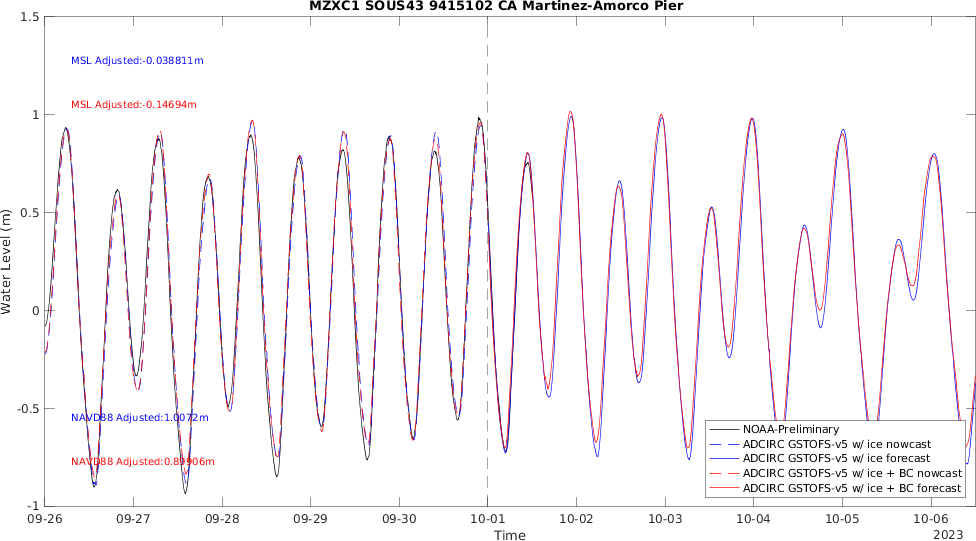 MZXC1 SOUS43 9415102 CA Martinez-Amorco Pier
1.5
1
0.5
0
-0.5
-1
Water Level (m)
MSL Adjusted:-0.038811m
MSL Adjusted:-0.14694m
NAVD88 Adjusted:1.0072m
NAVD88 Adjusted:0.89906m
NOAA-Preliminary
ADCIRC GSTOFS-v5 w/ ice nowcast
ADCIRC GSTOFS-v5 w/ ice forecast
ADCIRC GSTOFS-v5 w/ ice + BC nowcast
ADCIRC GSTOFS-v5 w/ ice + BC forecast
09-26 09-27 09-28 09-29 09-30 10-01 10-02 10-03 10-04 10-05 10-06
Time
2023